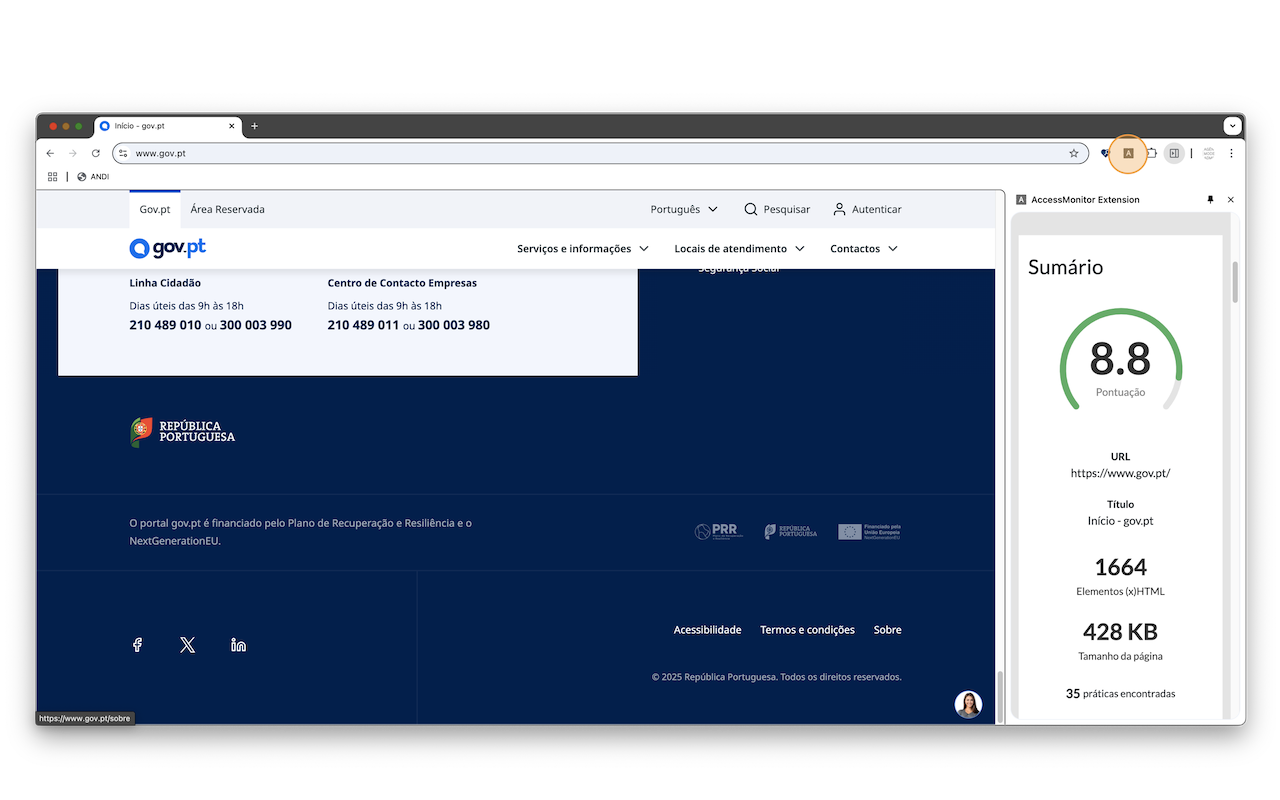 Início - gov.pt
www.gov.pt
ANDI
Gov.pt
Área Reservada
Português
Pesquisar
Autenticar
gov.pt
Serviços e informações
Locais de atendimento
Contactos
Segurança Social
Linha Cidadão
Dias úteis das 9h às 18h
210 489 010 ou 300 003 990
Centro de Contacto Empresas
Dias úteis das 9h às 18h
210 489 011 ou 300 003 980
REPÚBLICA
PORTUGUESA
O portal gov.pt é financiado pelo Plano de Recuperação e Resiliência e o
NextGenerationEU.
PRR
REPÚBLICA
PORTUGUESA
Financiado pela
União Europeia
NextGenerationEU
Acessibilidade
Termos e condições
Sobre
© 2025 República Portuguesa. Todos os direitos reservados.
https://www.gov.pt/sobre
A AccessMonitor Extension
Sumário
8.8
Pontuação
URL
https://www.gov.pt/
Título
Início - gov.pt
1664
Elementos (x)HTML
428 KB
Tamanho da página
35 práticas encontradas